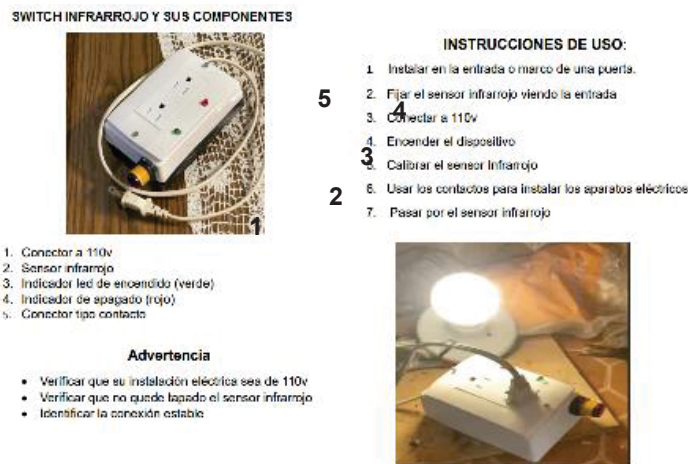 SWITCH INFRARROJO Y SUS COMPONENTES
1
1. Conector a 110v
2. Sensor infrarrojo
3. Indicador led de encendido (verde)
4. Indicador de apagado (rojo)
5. Conector tipo contacto
Advertencia
• Verificar que su instalación eléctrica sea de 110v
• Verificar que no quede tapado el sensor infrarrojo
• Identificar la conexión estable
5
4
3
2
INSTRUCCIONES DE USO:
1. Instalar en la entrada o marco de una puerta.
2. Fijar el sensor infrarrojo viendo la entrada
3. Conectar a 110v
4. Encender el dispositivo
5. Calibrar el sensor Infrarrojo
6. Usar los contactos para instalar los aparatos eléctricos
7. Pasar por el sensor infrarrojo